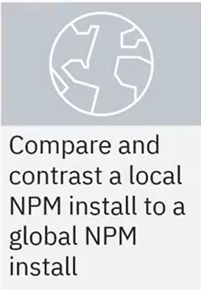 Compare and
contrast a local
NPM install to a
global NPM
install